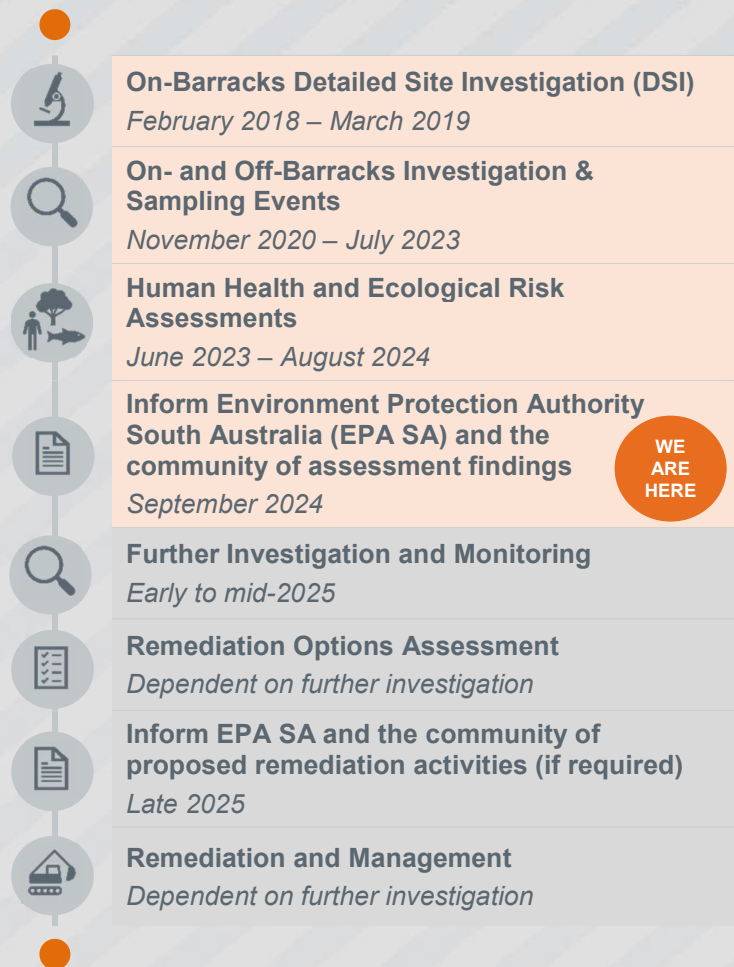 On-Barracks Detailed Site Investigation (DSI)
February 2018 – March 2019
On- and Off-Barracks Investigation &
Sampling Events
November 2020 – July 2023
Human Health and Ecological Risk
Assessments
June 2023 – August 2024
Inform Environment Protection Authority
South Australia (EPA SA) and the
community of assessment findings
September 2024
WE
ARE
HERE
Further Investigation and Monitoring
Early to mid-2025
Remediation Options Assessment
Dependent on further investigation
Inform EPA SA and the community of
proposed remediation activities (if required)
Late 2025
Remediation and Management
Dependent on further investigation